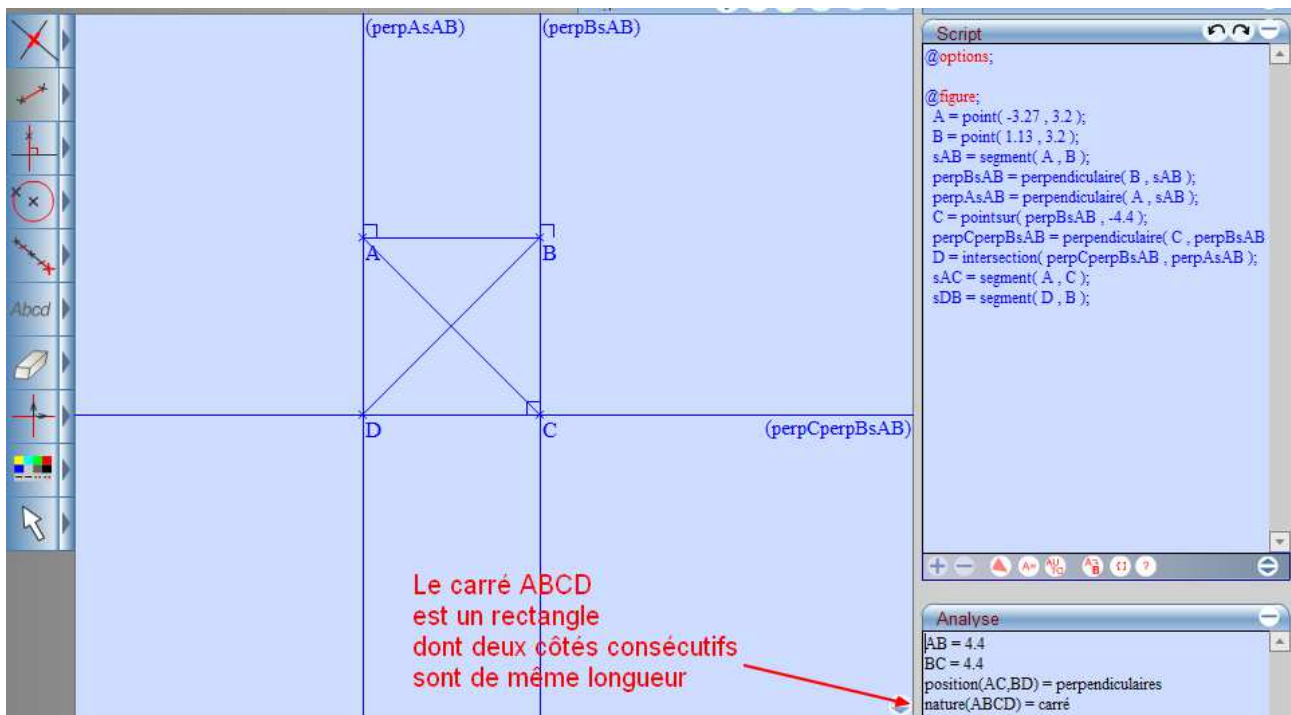 (perpAsAB)
(perpBsAB)
A
B
D
C
(perpCperpBsAB)
Le carré ABCD
est un rectangle
dont deux côtés consécutifs
sont de même longueur
Abcd
Script
@options;
@figure;
A = point( -3.27 , 3.2 );
B = point( 1.13 , 3.2 );
sAB = segment( A , B );
perpBsAB = perpendiculaire( B , sAB );
perpAsAB = perpendiculaire( A , sAB );
C = pointsur( perpBsAB , -4.4 );
perpCperpBsAB = perpendiculaire( C , perpBsAB
D = intersection( perpCperpBsAB , perpAsAB );
sAC = segment( A , C );
sDB = segment( D , B );
Analyse
AB = 4.4
BC = 4.4
position(AC,BD) = perpendiculaires
nature(ABCD) = carré